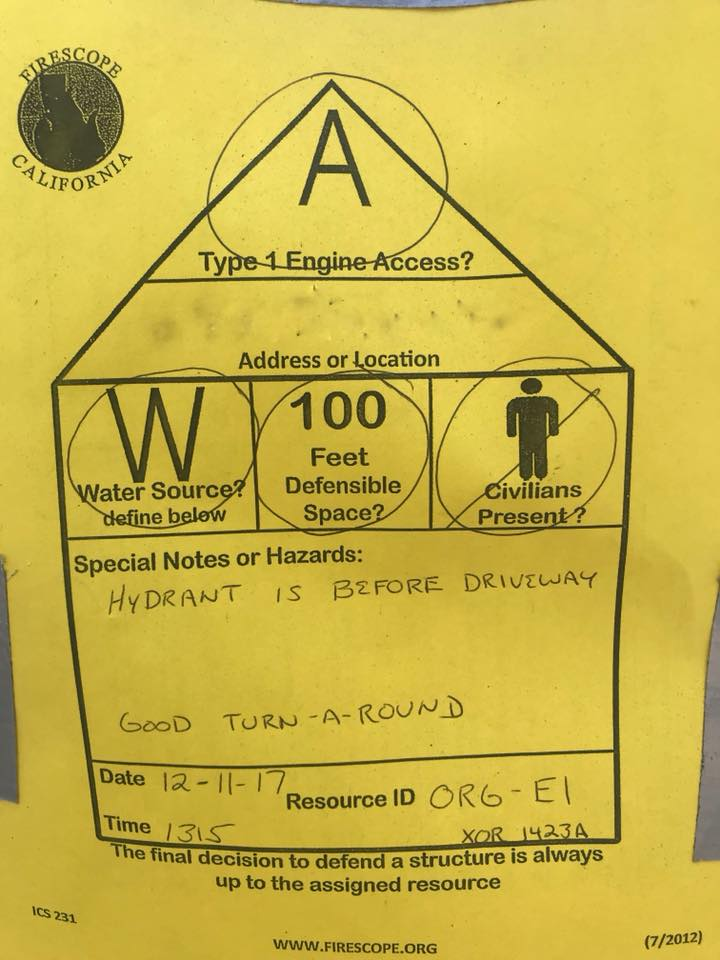 FIRESCOPE
CALIFORNIA
A
Type 1 Engine Access?
Address or Location
W
Water Source?
define below
100
Feet
Defensible
Space?
Civilians
Present?
Special Notes or Hazards:
HYDRANT IS BEFORE DRIVEWAY
GOOD TURN-A-ROUND
Date 12-11-17
Resource ID ORG-E1
Time 1315
XOR 1423A
The final decision to defend a structure is always
up to the assigned resource
ICS 231
WWW.FIRESCOPE.ORG
(7/2012)